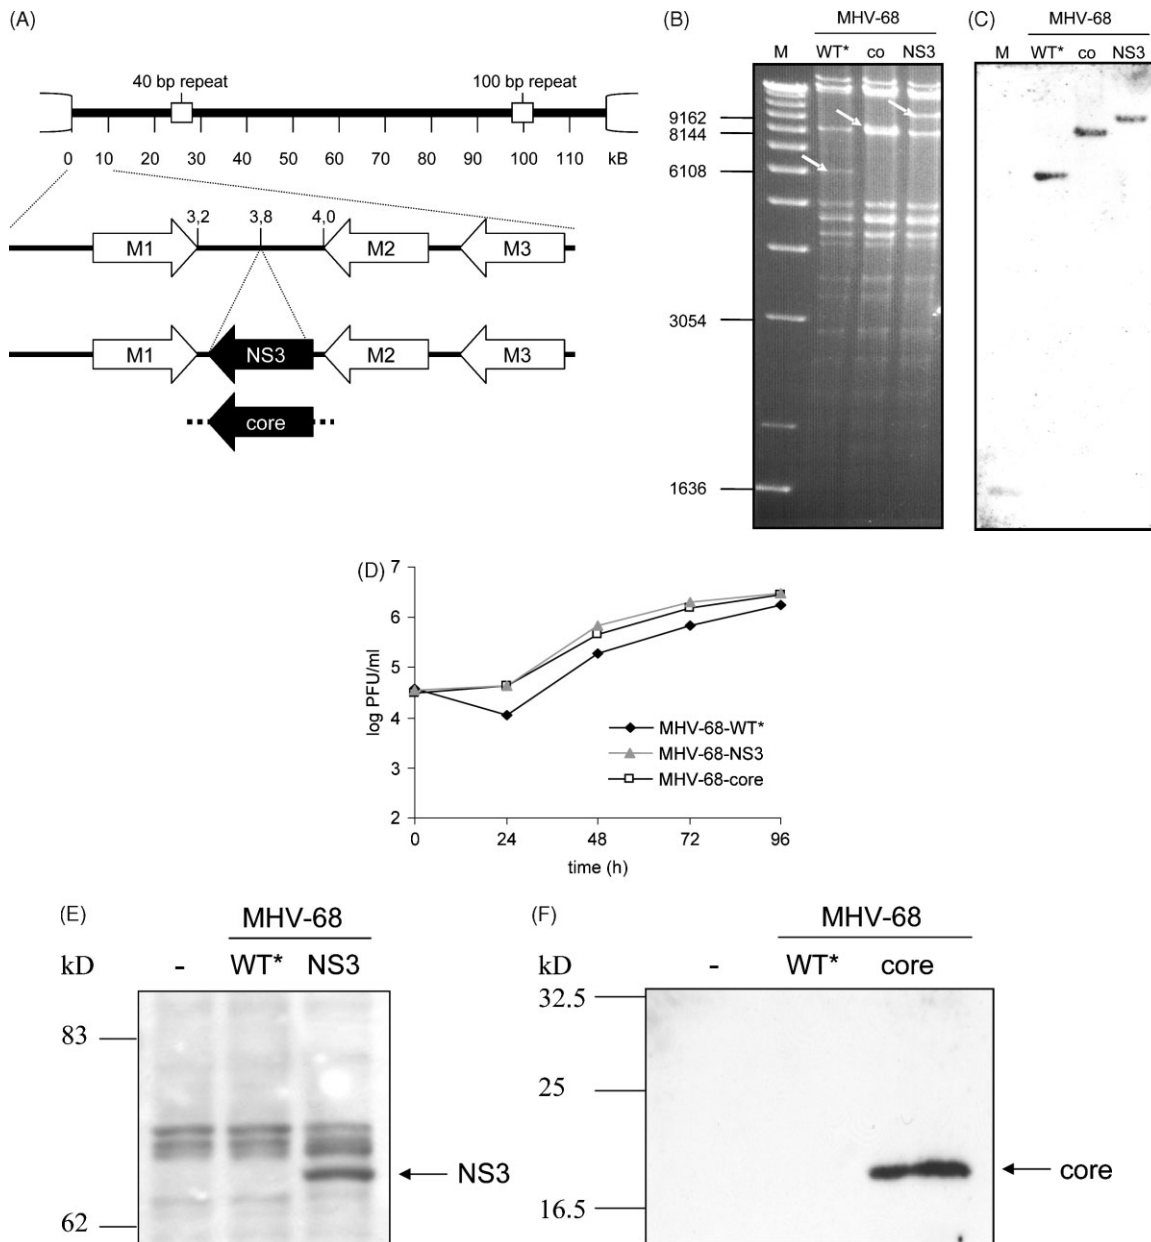 (A)
40 bp repeat
100 bp repeat
0 10 20 30 40 50 60 70 80 90 100 110 kB
3,2 3,8 4,0
M1 M2 M3
M1 NS3 M2 M3
core
(B)
MHV-68
M WT* co NS3
9162
8144
6108
3054
1636
(C)
MHV-68
M WT* co NS3
(D)
log PFU/ml
7
6
5
4
3
2
0 24 48 72 96
time (h)
MHV-68-WT*
MHV-68-NS3
MHV-68-core
(E)
MHV-68
kD - WT* NS3
83
62
NS3
(F)
MHV-68
kD - WT* core
32.5
25
16.5
core